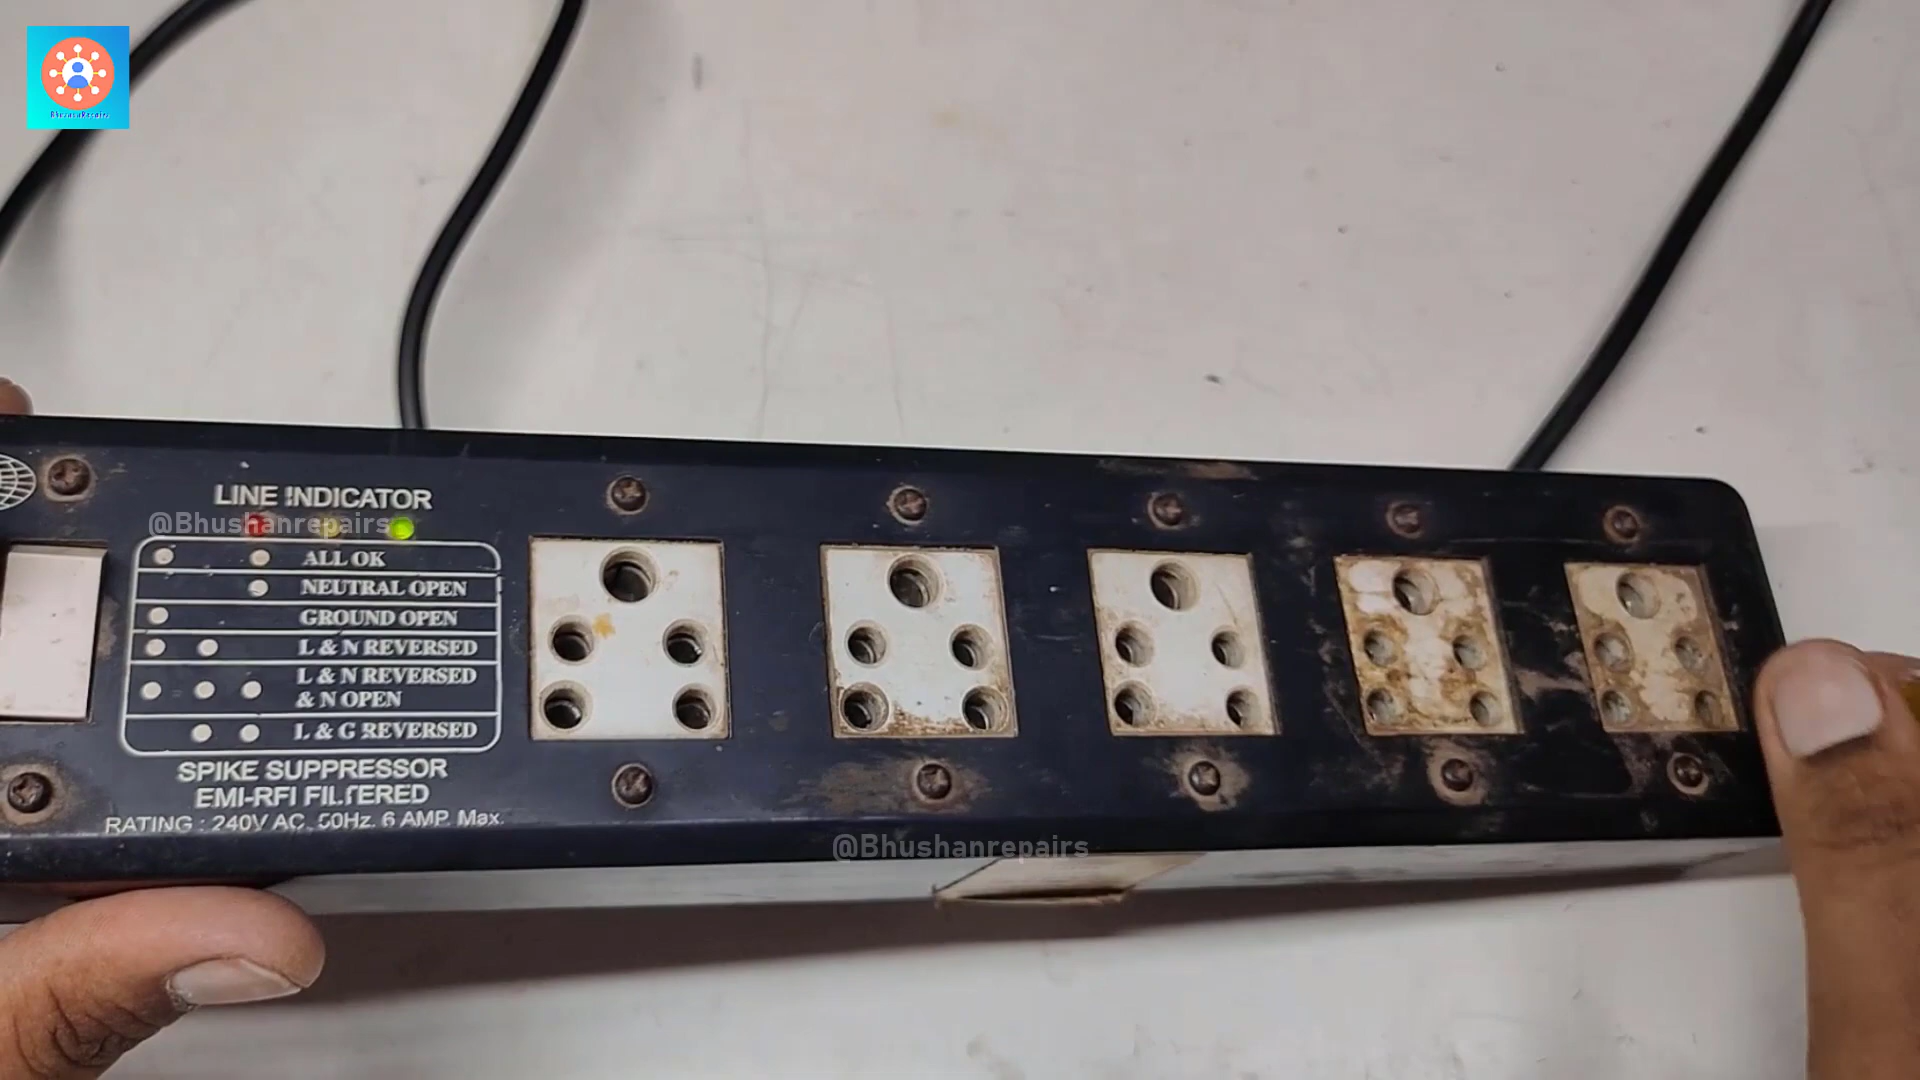 BhushanRepairs
LINE INDICATOR
@Bhushanrepairs
ALL OK
NEUTRAL OPEN
GROUND OPEN
L & N REVERSED
L & N REVERSED
& N OPEN
L & G REVERSED
SPIKE SUPPRESSOR
EMI-RFI FILTERED
RATING : 240V AC, 50Hz. 6 AMP. Max.
@Bhushanrepairs